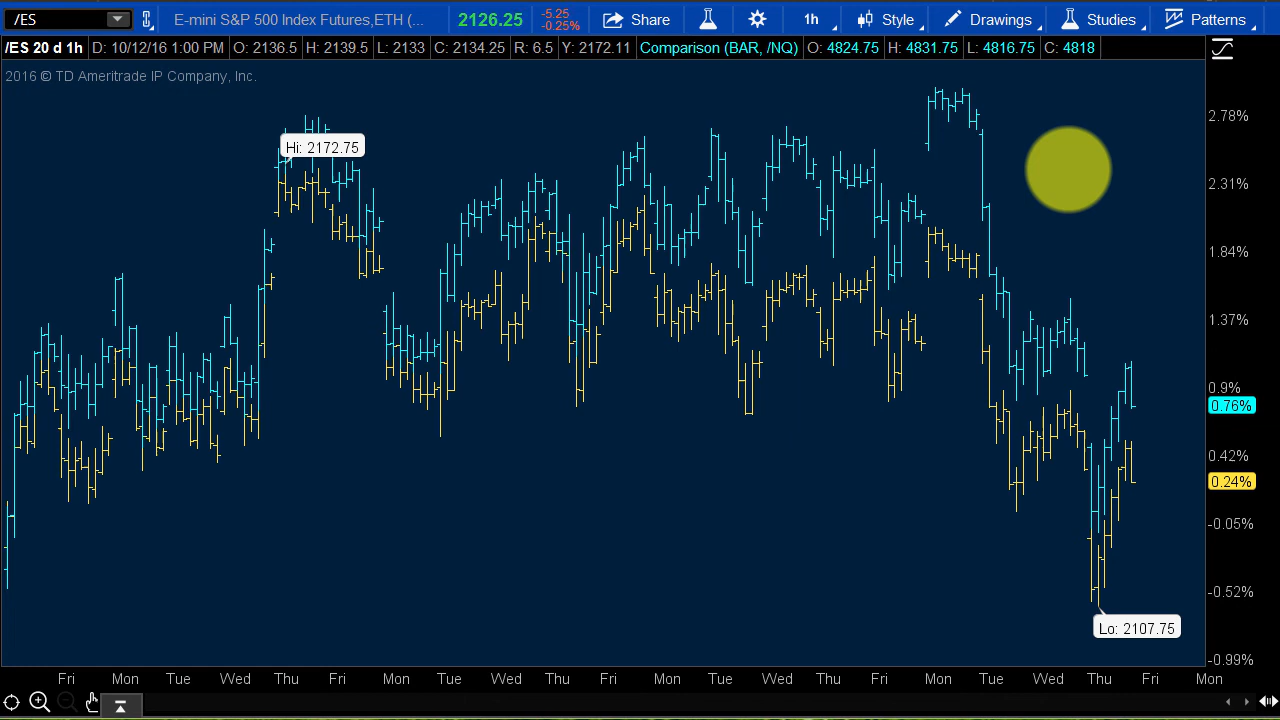 /ES E-mini S&P 500 Index Futures,ETH (... 2126.25 -5.25 -0.25% Share 1h Style Drawings Studies Patterns
/ES 20 d 1h D: 10/12/16 1:00 PM O: 2136.5 H: 2139.5 L: 2133 C: 2134.25 R: 6.5 Y: 2172.11 Comparison (BAR, /NQ) O: 4824.75 H: 4831.75 L: 4816.75 C: 4818
2016 © TD Ameritrade IP Company, Inc.
2.78%
Hi: 2172.75
2.31%
1.84%
1.37%
0.9%
0.76%
0.42%
0.24%
-0.05%
-0.52%
Lo: 2107.75
-0.99%
Fri Mon Tue Wed Thu Fri Mon Tue Wed Thu Fri Mon Tue Wed Thu Fri Mon Tue Wed Thu Fri Mon